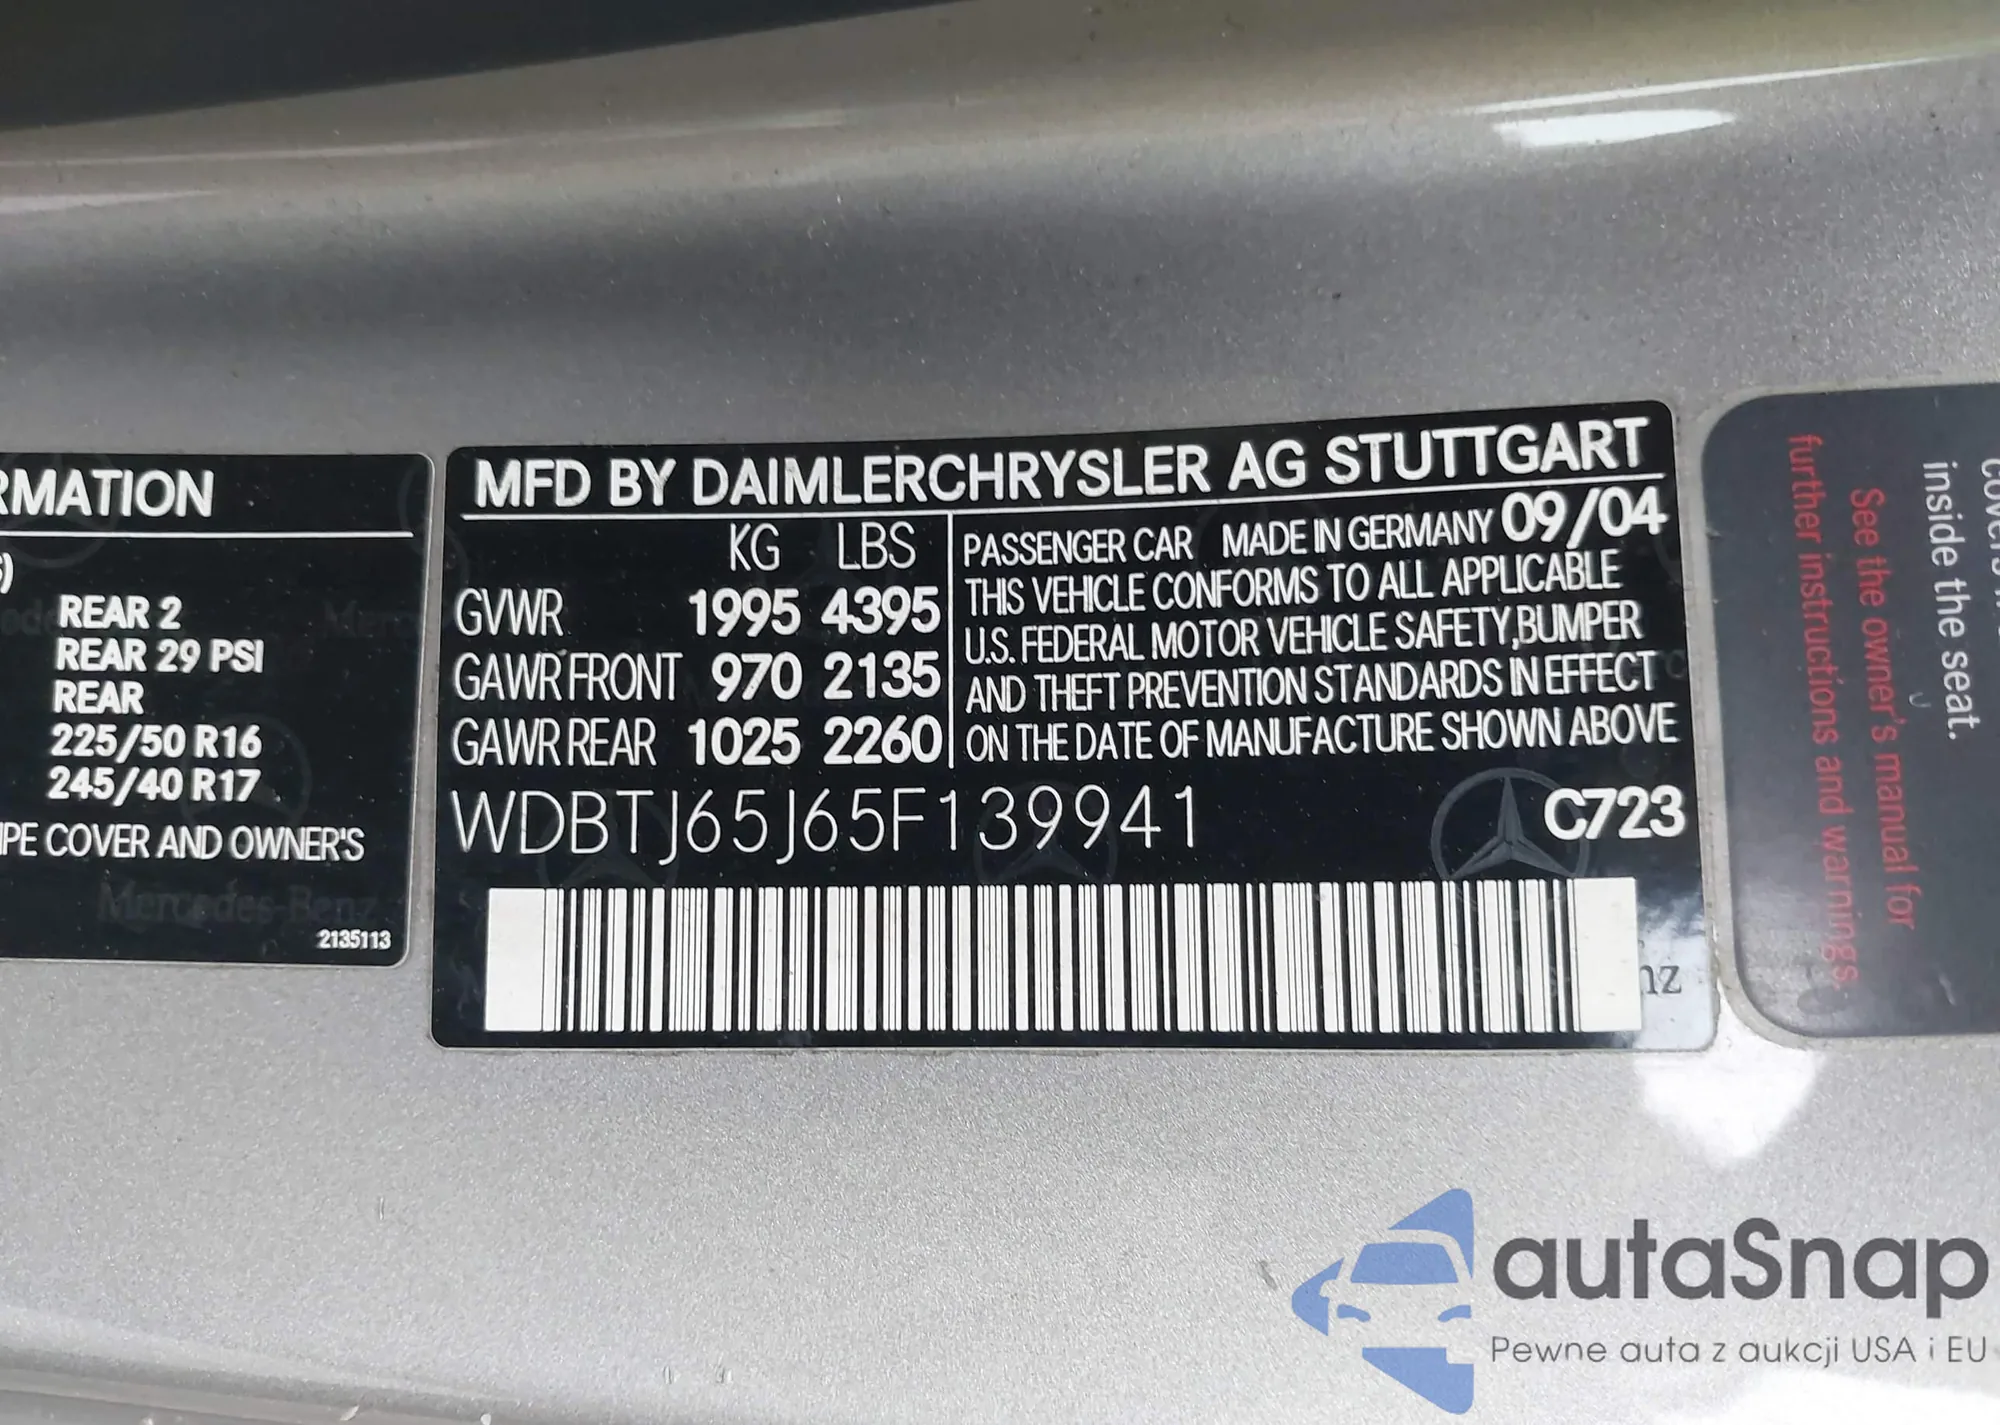 RMATION
REAR 2
REAR 29 PSI
REAR
225/50 R16
245/40 R17
IPE COVER AND OWNER'S
Mercedes-Benz
2135113
MFD BY DAIMLERCHRYSLER AG STUTTGART
KG LBS
GVWR 1995 4395
GAWR FRONT 970 2135
GAWR REAR 1025 2260
PASSENGER CAR MADE IN GERMANY 09/04
THIS VEHICLE CONFORMS TO ALL APPLICABLE
U.S. FEDERAL MOTOR VEHICLE SAFETY, BUMPER
AND THEFT PREVENTION STANDARDS IN EFFECT
ON THE DATE OF MANUFACTURE SHOWN ABOVE
WDBTJ65J65F139941
C723
nz
inside the seat.
See the owner's manual for
further instructions and warnings.
autaSnap
Pewne auta z aukcji USA i EU